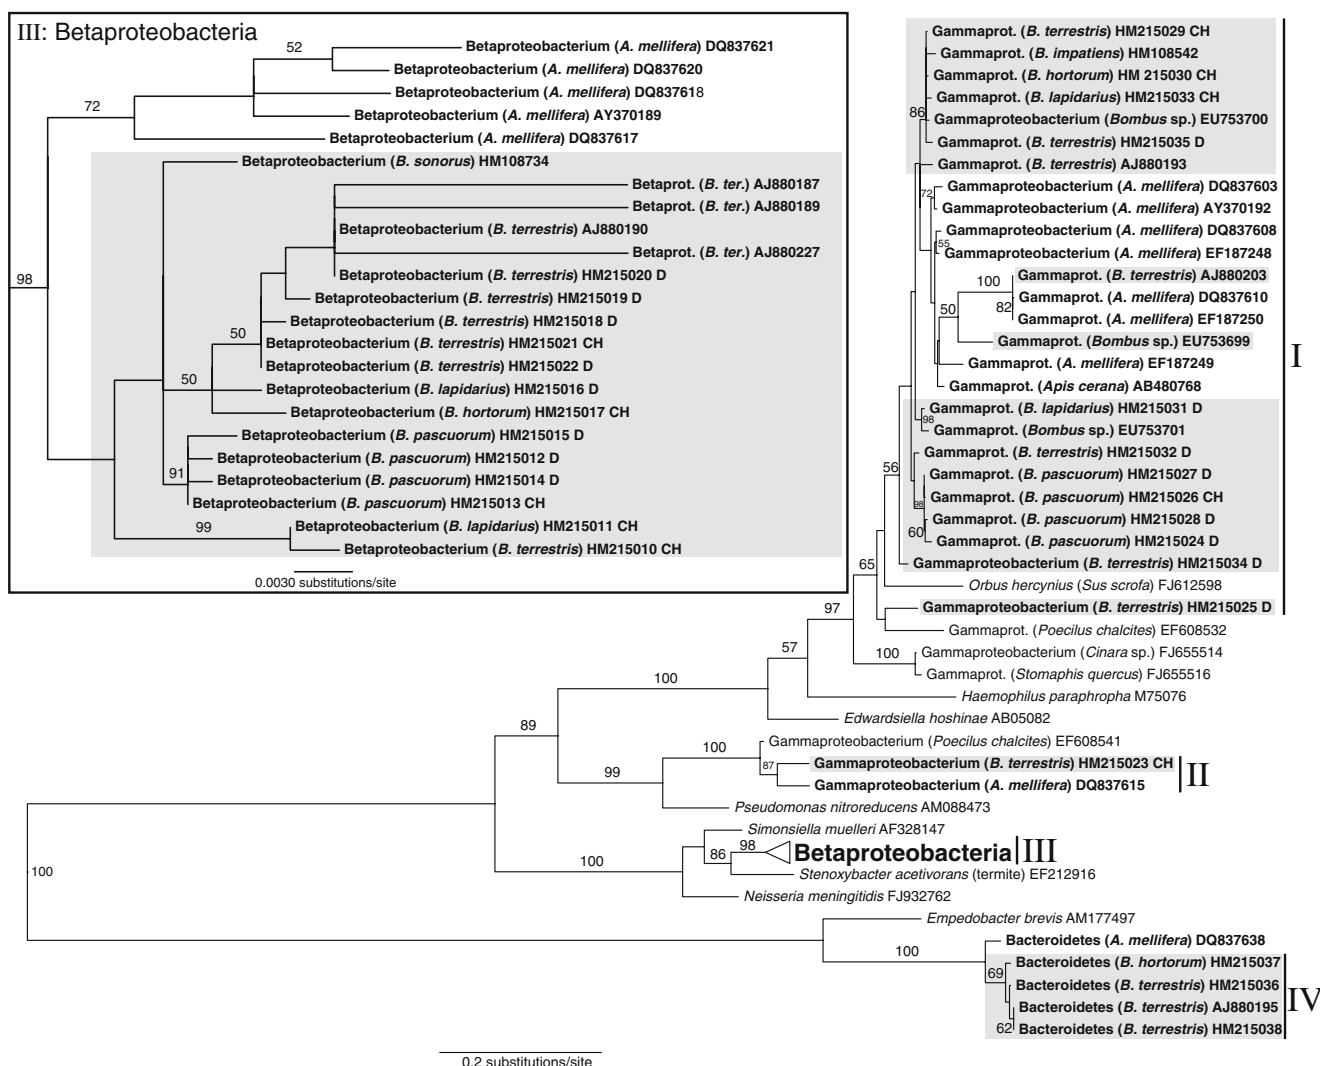 III: Betaproteobacteria
Betaproteobacterium (A. mellifera) DQ837621
52
Betaproteobacterium (A. mellifera) DQ837620
Betaproteobacterium (A. mellifera) DQ837618
72
Betaproteobacterium (A. mellifera) AY370189
Betaproteobacterium (A. mellifera) DQ837617
Betaproteobacterium (B. sonorus) HM108734
Betaprot. (B. ter.) AJ880187
Betaprot. (B. ter.) AJ880189
Betaproteobacterium (B. terrestris) AJ880190
Betaprot. (B. ter.) AJ880227
98
Betaproteobacterium (B. terrestris) HM215020 D
Betaproteobacterium (B. terrestris) HM215019 D
Betaproteobacterium (B. terrestris) HM215018 D
50
Betaproteobacterium (B. terrestris) HM215021 CH
Betaproteobacterium (B. terrestris) HM215022 D
50
Betaproteobacterium (B. lapidarius) HM215016 D
Betaproteobacterium (B. hortorum) HM215017 CH
Betaproteobacterium (B. pascuorum) HM215015 D
Betaproteobacterium (B. pascuorum) HM215012 D
91
Betaproteobacterium (B. pascuorum) HM215014 D
Betaproteobacterium (B. pascuorum) HM215013 CH
99
Betaproteobacterium (B. lapidarius) HM215011 CH
Betaproteobacterium (B. terrestris) HM215010 CH
0.0030 substitutions/site
Gammaprot. (B. terrestris) HM215029 CH
Gammaprot. (B. impatiens) HM108542
Gammaprot. (B. hortorum) HM 215030 CH
Gammaprot. (B. lapidarius) HM215033 CH
86
Gammaproteobacterium (Bombus sp.) EU753700
Gammaprot. (B. terrestris) HM215035 D
Gammaprot. (B. terrestris) AJ880193
Gammaproteobacterium (A. mellifera) DQ837603
72
Gammaproteobacterium (A. mellifera) AY370192
Gammaproteobacterium (A. mellifera) DQ837608
55
Gammaproteobacterium (A. mellifera) EF187248
100
Gammaprot. (B. terrestris) AJ880203
Gammaprot. (A. mellifera) DQ837610
82
50
Gammaprot. (A. mellifera) EF187250
Gammaprot. (Bombus sp.) EU753699
I
Gammaprot. (A. mellifera) EF187249
Gammaprot. (Apis cerana) AB480768
Gammaprot. (B. lapidarius) HM215031 D
98
Gammaprot. (Bombus sp.) EU753701
Gammaprot. (B. terrestris) HM215032 D
56
Gammaprot. (B. pascuorum) HM215027 D
Gammaprot. (B. pascuorum) HM215026 CH
98
Gammaprot. (B. pascuorum) HM215028 D
60
Gammaprot. (B. pascuorum) HM215024 D
Gammaproteobacterium (B. terrestris) HM215034 D
65
Orbus hercynius (Sus scrofa) FJ612598
97
Gammaproteobacterium (B. terrestris) HM215025 D
Gammaprot. (Poecilus chalcites) EF608532
57
100
Gammaproteobacterium (Cinara sp.) FJ655514
Gammaprot. (Stomaphis quercus) FJ655516
100
Haemophilus paraphropha M75076
Edwardsiella hoshinae AB05082
89
Gammaproteobacterium (Poecilus chalcites) EF608541
100
87
Gammaproteobacterium (B. terrestris) HM215023 CH
II
99
Gammaproteobacterium (A. mellifera) DQ837615
Pseudomonas nitroreducens AM088473
Simonsiella muelleri AF328147
98
86
Betaproteobacteria III
100
Stenoxybacter acetivorans (termite) EF212916
100
Neisseria meningitidis FJ932762
Empedobacter brevis AM177497
100
Bacteroidetes (A. mellifera) DQ837638
Bacteroidetes (B. hortorum) HM215037
69
Bacteroidetes (B. terrestris) HM215036
IV
Bacteroidetes (B. terrestris) AJ880195
62
Bacteroidetes (B. terrestris) HM215038
0.2 substitutions/site